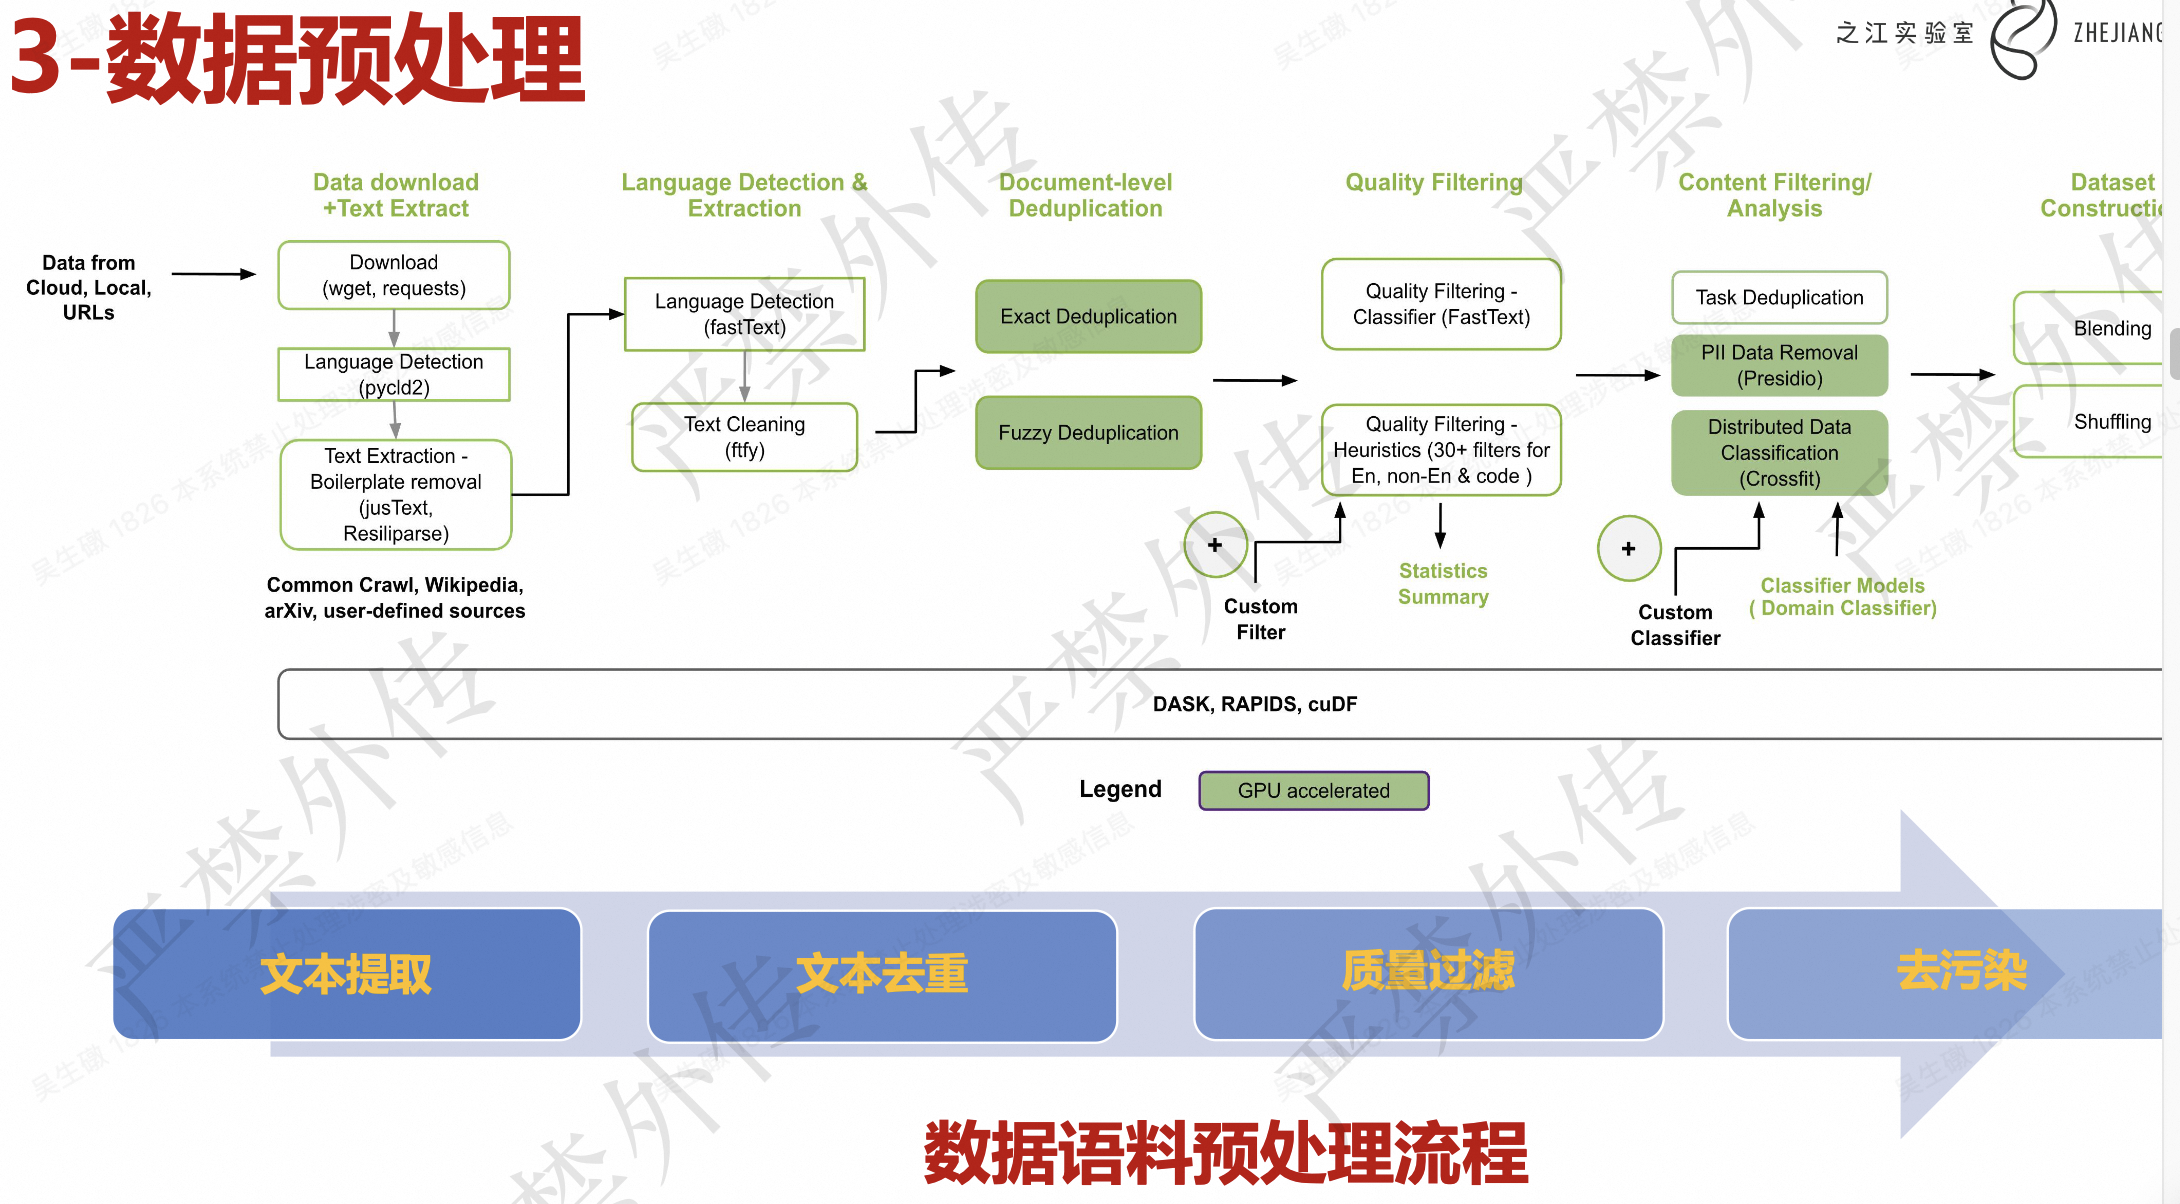 3-数据预处理
之江实验室
ZHEJIANG
Data download
+Text Extract
Language Detection &
Extraction
Document-level
Deduplication
Quality Filtering
Content Filtering/
Analysis
Dataset
Constructi
Data from
Cloud, Local,
URLs
Download
(wget, requests)
Language Detection
(pycld2)
Text Extraction -
Boilerplate removal
(jusText,
Resiliparse)
Common Crawl, Wikipedia,
arXiv, user-defined sources
Language Detection
(fastText)
Text Cleaning
(ftfy)
Exact Deduplication
Fuzzy Deduplication
Quality Filtering -
Classifier (FastText)
Quality Filtering -
Heuristics (30+ filters for
En, non-En & code )
+
Custom
Filter
Statistics
Summary
Task Deduplication
PII Data Removal
(Presidio)
Distributed Data
Classification
(Crossfit)
+
Custom
Classifier
Classifier Models
( Domain Classifier)
Blending
Shuffling
DASK, RAPIDS, cuDF
Legend
GPU accelerated
文本提取
文本去重
质量过滤
去污染
数据语料预处理流程
严禁外传
吴生礅 1826 本系统禁止处理涉密及敏感信息